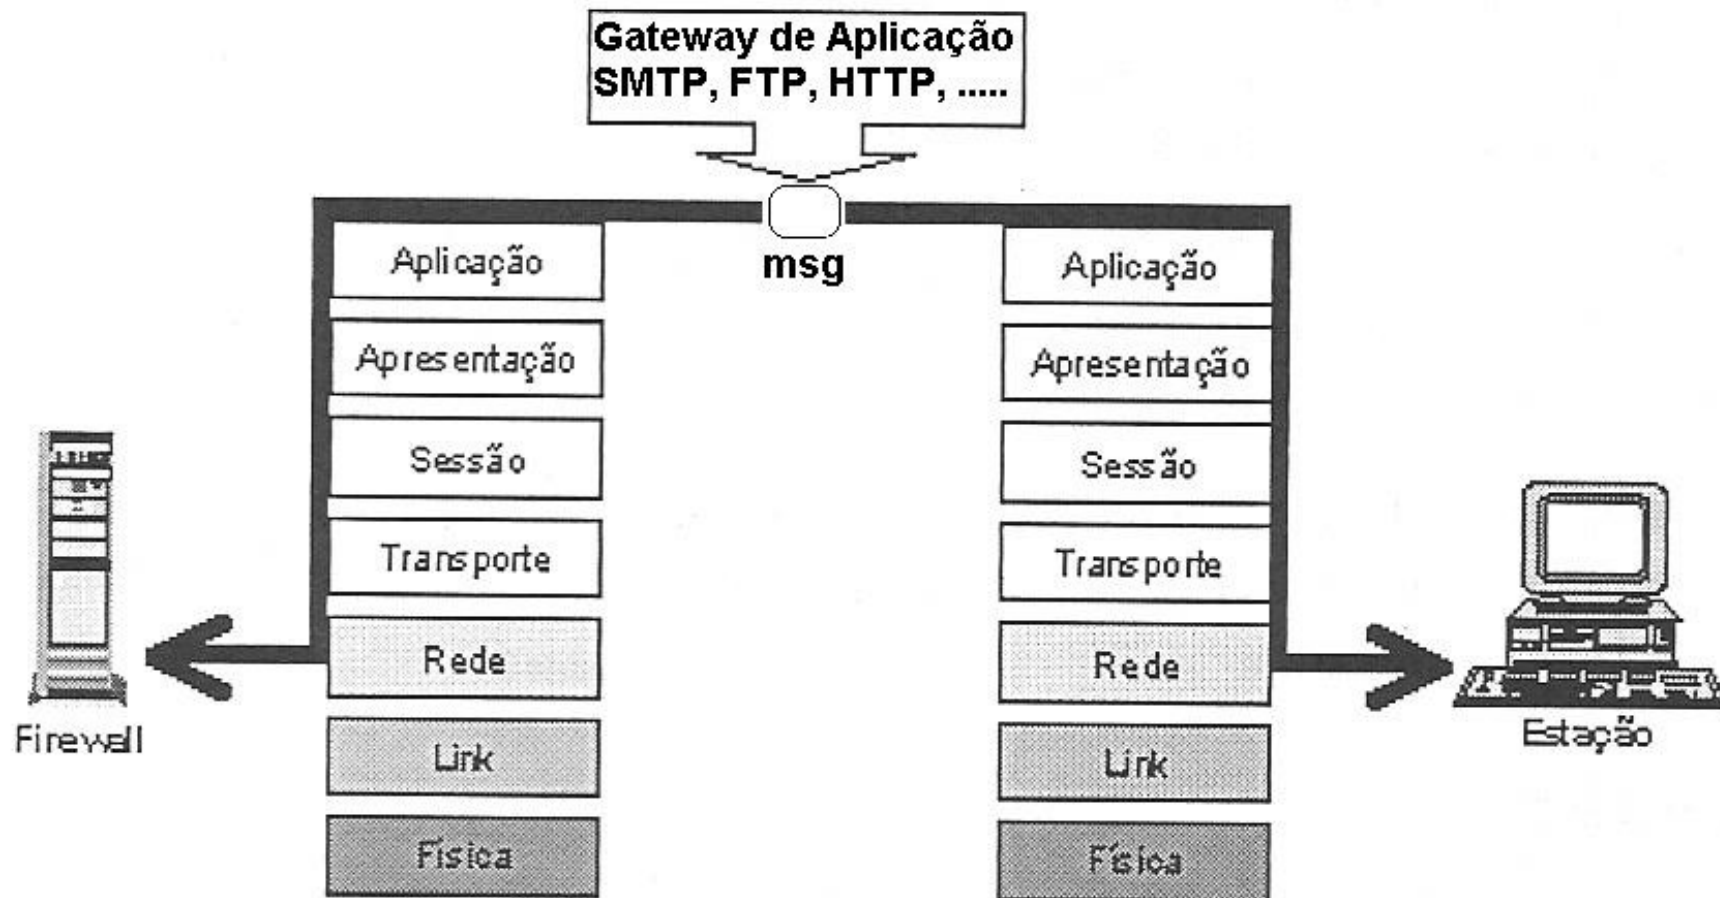 Gateway de Aplicação
SMTP, FTP, HTTP, .....
msg
Aplicação
Apresentação
Sessão
Transporte
Rede
Link
Física
Aplicação
Apresentação
Sessão
Transporte
Rede
Link
Física
Firewall
Estação